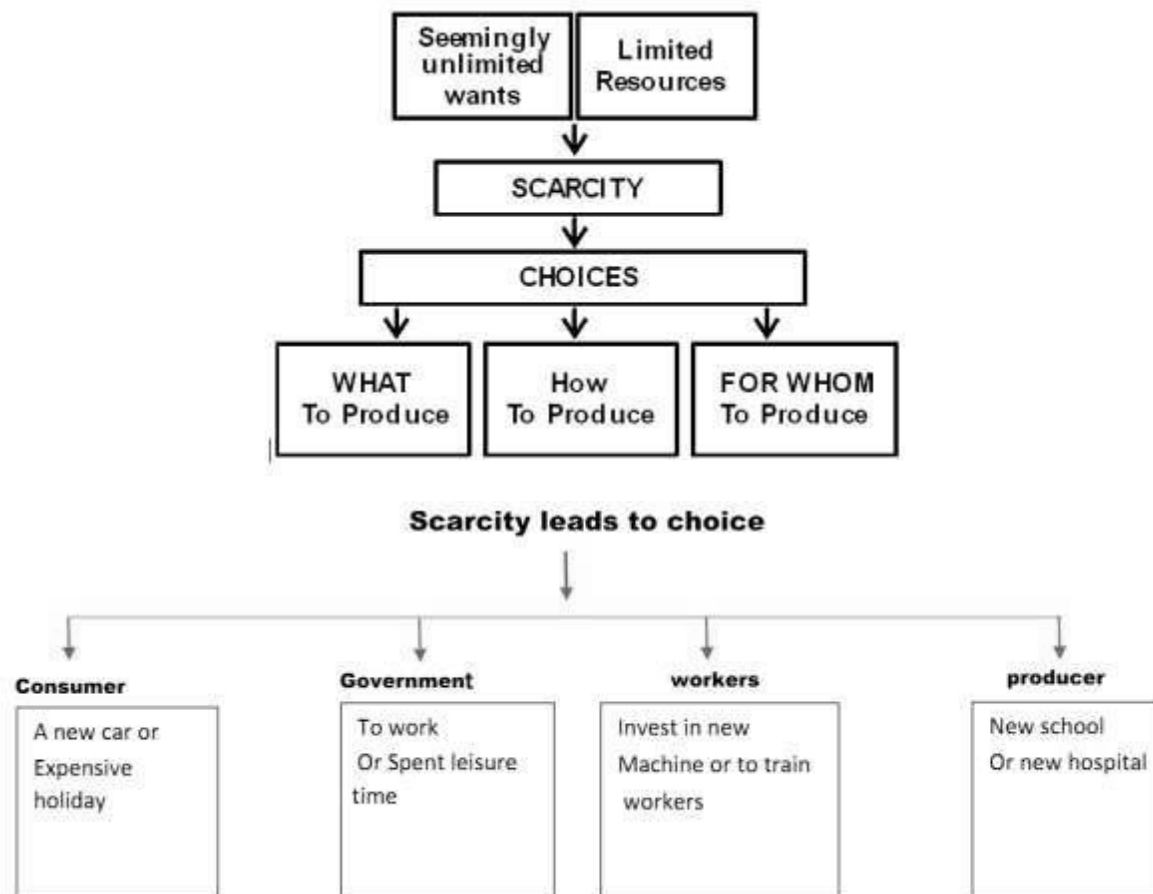 Seemingly
unlimited
wants
Limited
Resources
SCARCITY
CHOICES
WHAT
To Produce
How
To Produce
FOR WHOM
To Produce
Scarcity leads to choice
Consumer
A new car or
Expensive
holiday
Government
To work
Or Spent leisure
time
workers
Invest in new
Machine or to train
workers
producer
New school
Or new hospital